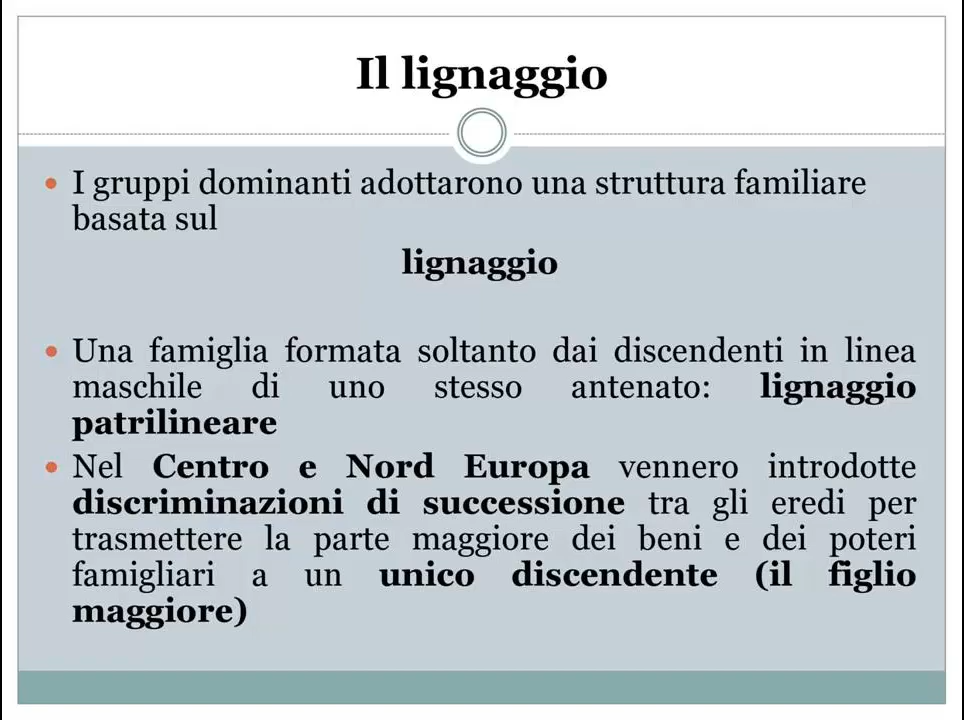 Il lignaggio
• I gruppi dominanti adottarono una struttura familiare
basata sul
lignaggio
• Una famiglia formata soltanto dai discendenti in linea
maschile di uno stesso antenato: lignaggio
patrilineare
• Nel Centro e Nord Europa vennero introdotte
discriminazioni di successione tra gli eredi per
trasmettere la parte maggiore dei beni e dei poteri
famigliari a un unico discendente (il figlio
maggiore)